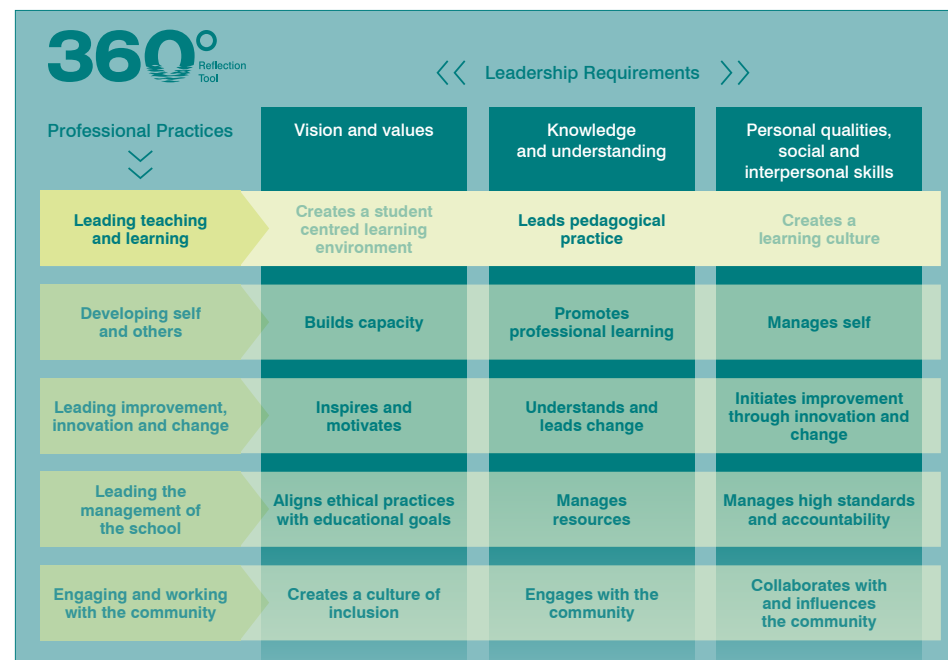 360°
Reflection
Tool
Leadership Requirements
Professional Practices
Vision and values
Knowledge
and understanding
Personal qualities,
social and
interpersonal skills
Leading teaching
and learning
Creates a student
centred learning
environment
Leads pedagogical
practice
Creates a
learning culture
Developing self
and others
Builds capacity
Promotes
professional learning
Manages self
Leading improvement,
innovation and change
Inspires and
motivates
Understands and
leads change
Initiates improvement
through innovation and
change
Leading the
management of
the school
Aligns ethical practices
with educational goals
Manages
resources
Manages high standards
and accountability
Engaging and working
with the community
Creates a culture of
inclusion
Engages with the
community
Collaborates with
and influences
the community